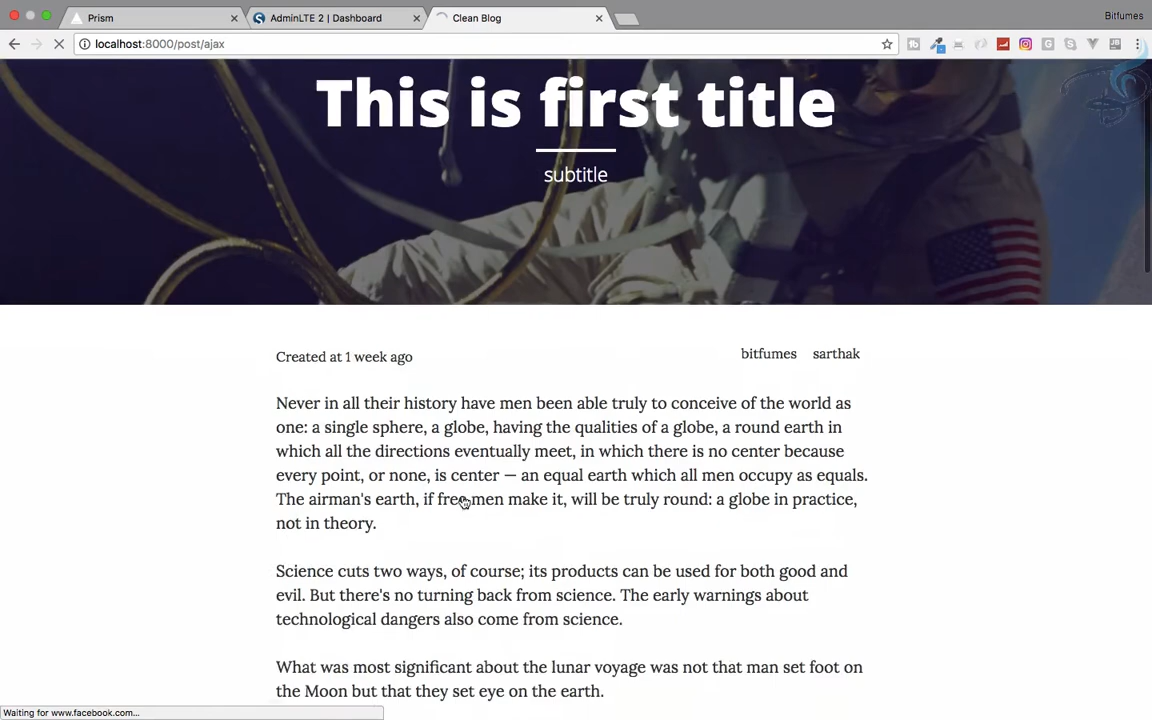 Prism
AdminLTE 2 | Dashboard
Clean Blog
Bitfumes
localhost:8000/post/ajax
This is first title
subtitle
Created at 1 week ago
bitfumes sarthak
Never in all their history have men been able truly to conceive of the world as
one: a single sphere, a globe, having the qualities of a globe, a round earth in
which all the directions eventually meet, in which there is no center because
every point, or none, is center — an equal earth which all men occupy as equals.
The airman's earth, if free men make it, will be truly round: a globe in practice,
not in theory.
Science cuts two ways, of course; its products can be used for both good and
evil. But there's no turning back from science. The early warnings about
technological dangers also come from science.
What was most significant about the lunar voyage was not that man set foot on
the Moon but that they set eye on the earth.
Waiting for www.facebook.com...